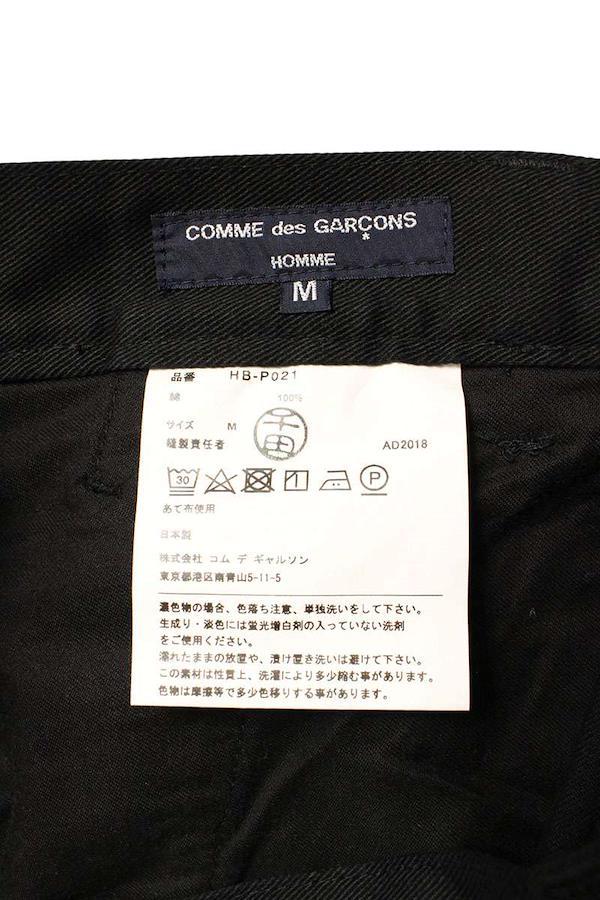 COMME des GARÇONS
HOMME
M
品番 HB-P021
綿 100%
サイズ M
縫製責任者 千田 AD2018
30 P
あて布使用
日本製
株式会社 コム デ ギャルソン
東京都港区南青山5-11-5
濃色物の場合、色落ち注意、単独洗いをして下さい。
生成り・淡色には蛍光増白剤の入っていない洗剤
をご使用ください。
濡れたままの放置や、漬け置き洗いは避けて下さい。
この素材は性質上、洗濯により多少縮む事があります。
色物は摩擦等で多少色移りする事が有ります。